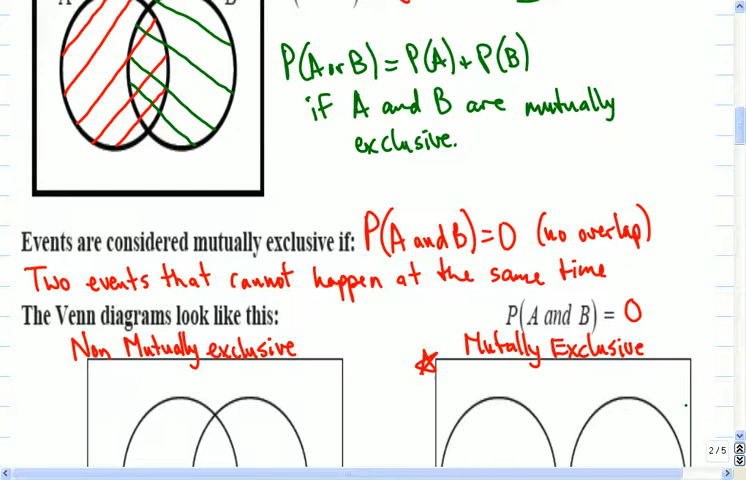 P(A or B) = P(A) + P(B)
if A and B are mutually
exclusive.
Events are considered mutually exclusive if: P(A and B) = 0 (no overlap)
Two events that cannot happen at the same time
The Venn diagrams look like this: P(A and B) = 0
Non Mutually exclusive Mutally Exclusive
2/5